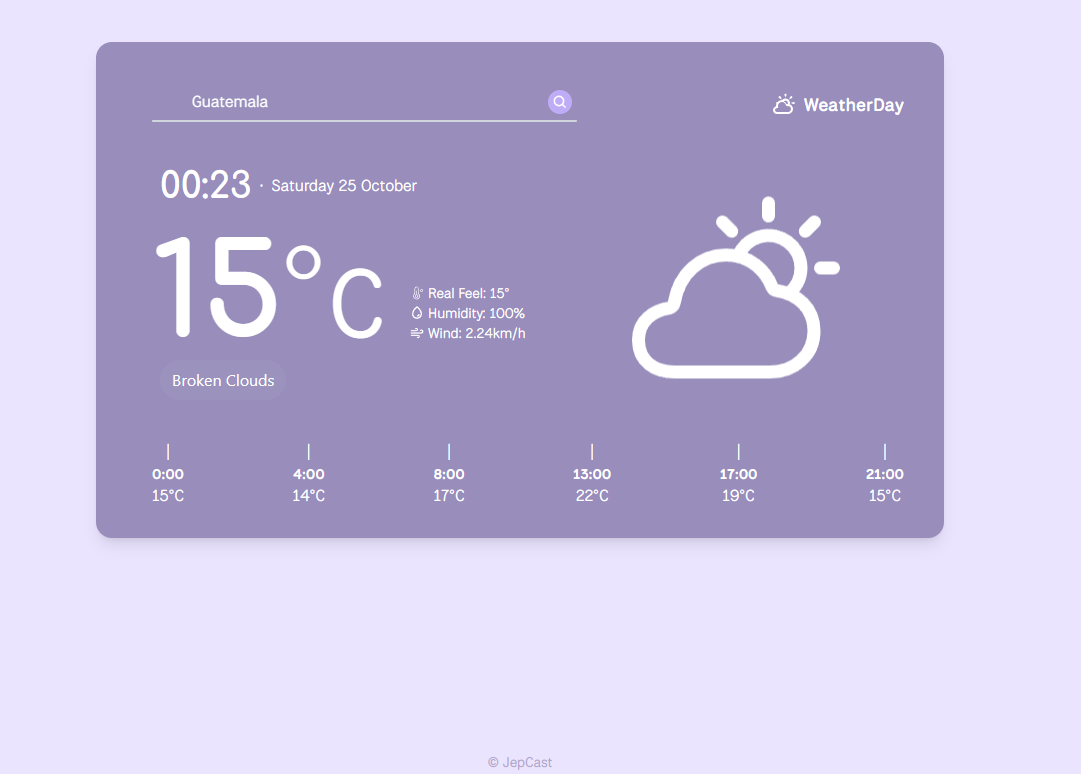 Guatemala
WeatherDay
00:23 · Saturday 25 October
15°C
Real Feel: 15°
Humidity: 100%
Wind: 2.24km/h
Broken Clouds
0:00 4:00 8:00 13:00 17:00 21:00
15°C 14°C 17°C 22°C 19°C 15°C
© JepCast